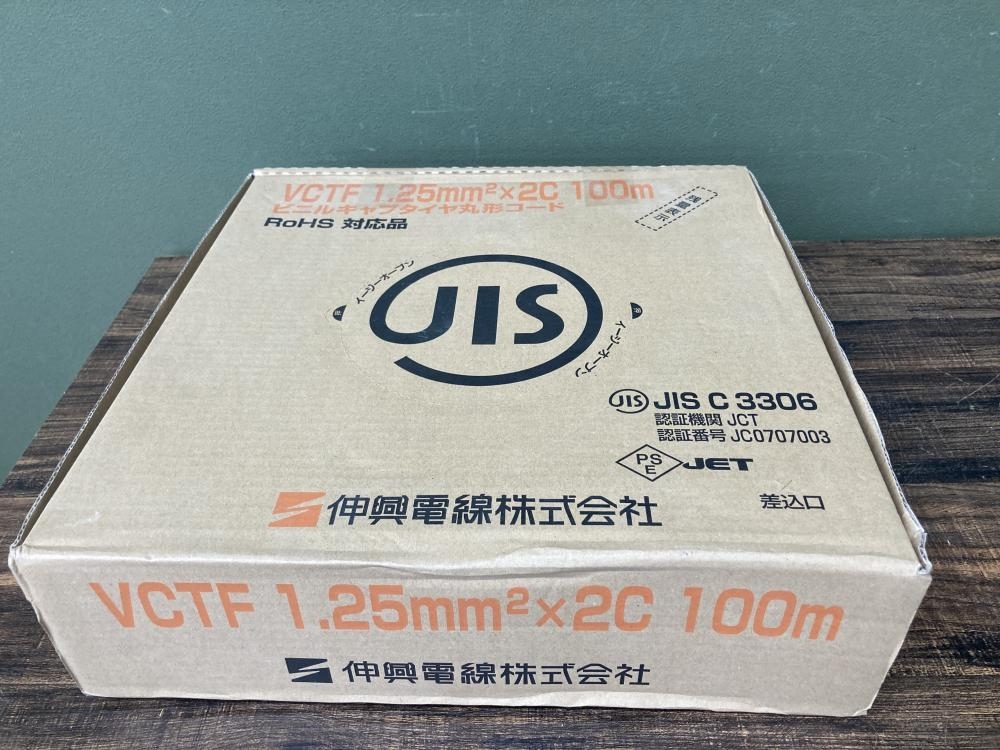 VCTF 1.25mm²×2C 100m
ビニルキャブタイヤ丸形コード
RoHS 対応品
イージーオープン
JIS
イージーオープン
JIS JIS C 3306
認証機関 JCT
認証番号 JC0707003
PSE JET
伸興電線株式会社
差込口
VCTF 1.25mm²×2C 100m
伸興電線株式会社